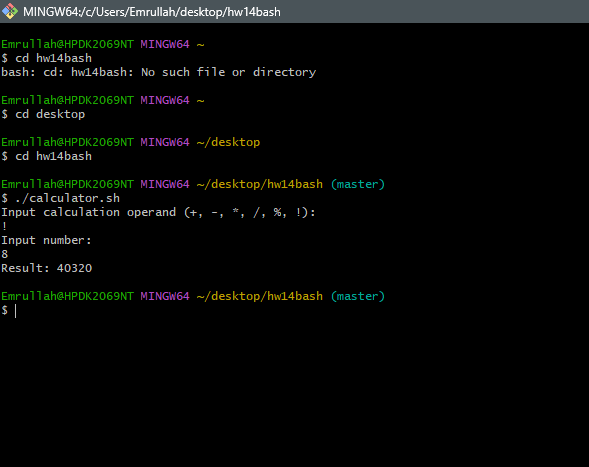 MINGW64:/c/Users/Emrullah/desktop/hw14bash
Emrullah@HPDK2069NT MINGW64 ~
$ cd hw14bash
bash: cd: hw14bash: No such file or directory
Emrullah@HPDK2069NT MINGW64 ~
$ cd desktop
Emrullah@HPDK2069NT MINGW64 ~/desktop
$ cd hw14bash
Emrullah@HPDK2069NT MINGW64 ~/desktop/hw14bash (master)
$ ./calculator.sh
Input calculation operand (+, -, *, /, %, !):
!
Input number:
8
Result: 40320
Emrullah@HPDK2069NT MINGW64 ~/desktop/hw14bash (master)
$